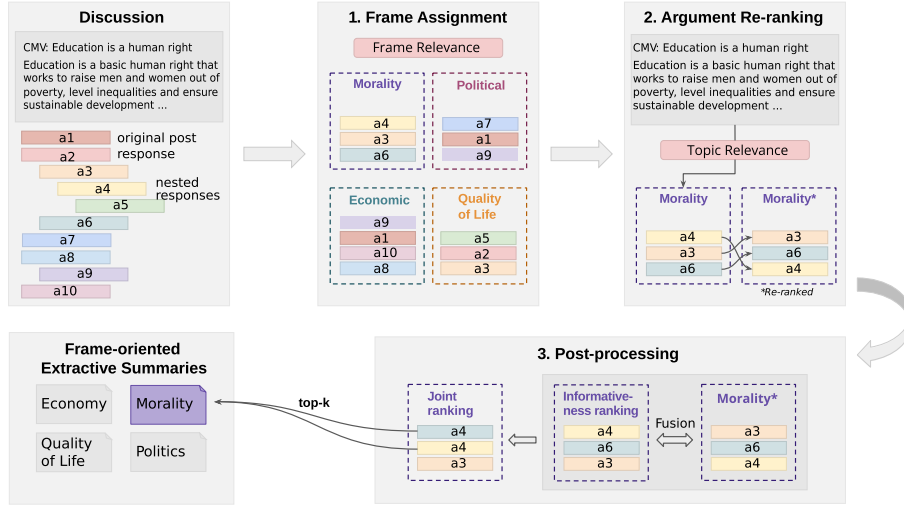 Discussion
CMV: Education is a human right
Education is a basic human right that
works to raise men and women out of
poverty, level inequalities and ensure
sustainable development ...
a1
original post
a2
response
a3
a4
nested
responses
a5
a6
a7
a8
a9
a10
1. Frame Assignment
Frame Relevance
Morality
a4
a3
a6
Political
a7
a1
a9
Economic
a9
a1
a10
a8
Quality
of Life
a5
a2
a3
2. Argument Re-ranking
CMV: Education is a human right
Education is a basic human right that
works to raise men and women out of
poverty, level inequalities and ensure
sustainable development ...
Topic Relevance
Morality
a4
a3
a6
Morality*
a3
a6
a4
*Re-ranked
3. Post-processing
Joint
ranking
a4
a4
a3
Informative-
ness ranking
a4
a6
a3
Fusion
Morality*
a3
a6
a4
top-k
Frame-oriented
Extractive Summaries
Economy
Morality
Quality
of Life
Politics